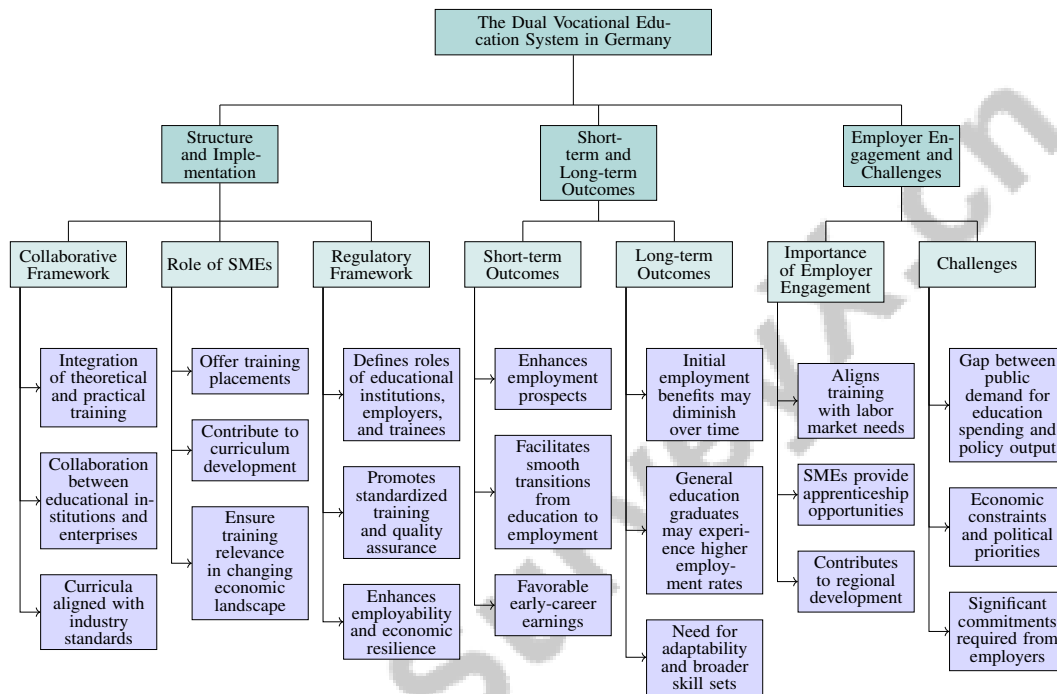 The Dual Vocational Edu-
cation System in Germany
Structure
and Imple-
mentation
Short-
term and
Long-term
Outcomes
Employer En-
gagement and
Challenges
Collaborative
Framework
Role of SMEs
Regulatory
Framework
Short-term
Outcomes
Long-term
Outcomes
Importance
of Employer
Engagement
Challenges
Integration
of theoretical
and practical
training
Collaboration
between
educational in-
stitutions and
enterprises
Curricula
aligned with
industry
standards
Offer training
placements
Contribute to
curriculum
development
Ensure
training
relevance
in changing
economic
landscape
Defines roles
of educational
institutions,
employers,
and trainees
Promotes
standardized
training
and quality
assurance
Enhances
employability
and economic
resilience
Enhances
employment
prospects
Facilitates
smooth
transitions
from
education to
employment
Favorable
early-career
earnings
Initial
employment
benefits may
diminish
over time
General
education
graduates
may experi-
ence higher
employ-
ment rates
Need for
adaptability
and broader
skill sets
Aligns
training
with labor
market needs
SMEs provide
apprenticeship
opportunities
Contributes
to regional
development
Gap between
public
demand for
education
spending and
policy output
Economic
constraints
and political
priorities
Significant
commitments
required from
employers